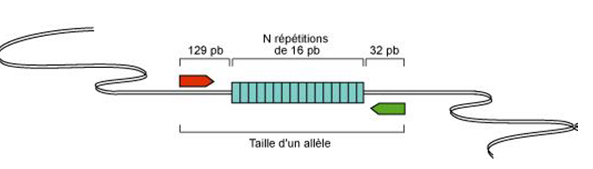 N répétitions
129 pb de 16 pb 32 pb
Taille d'un allèle